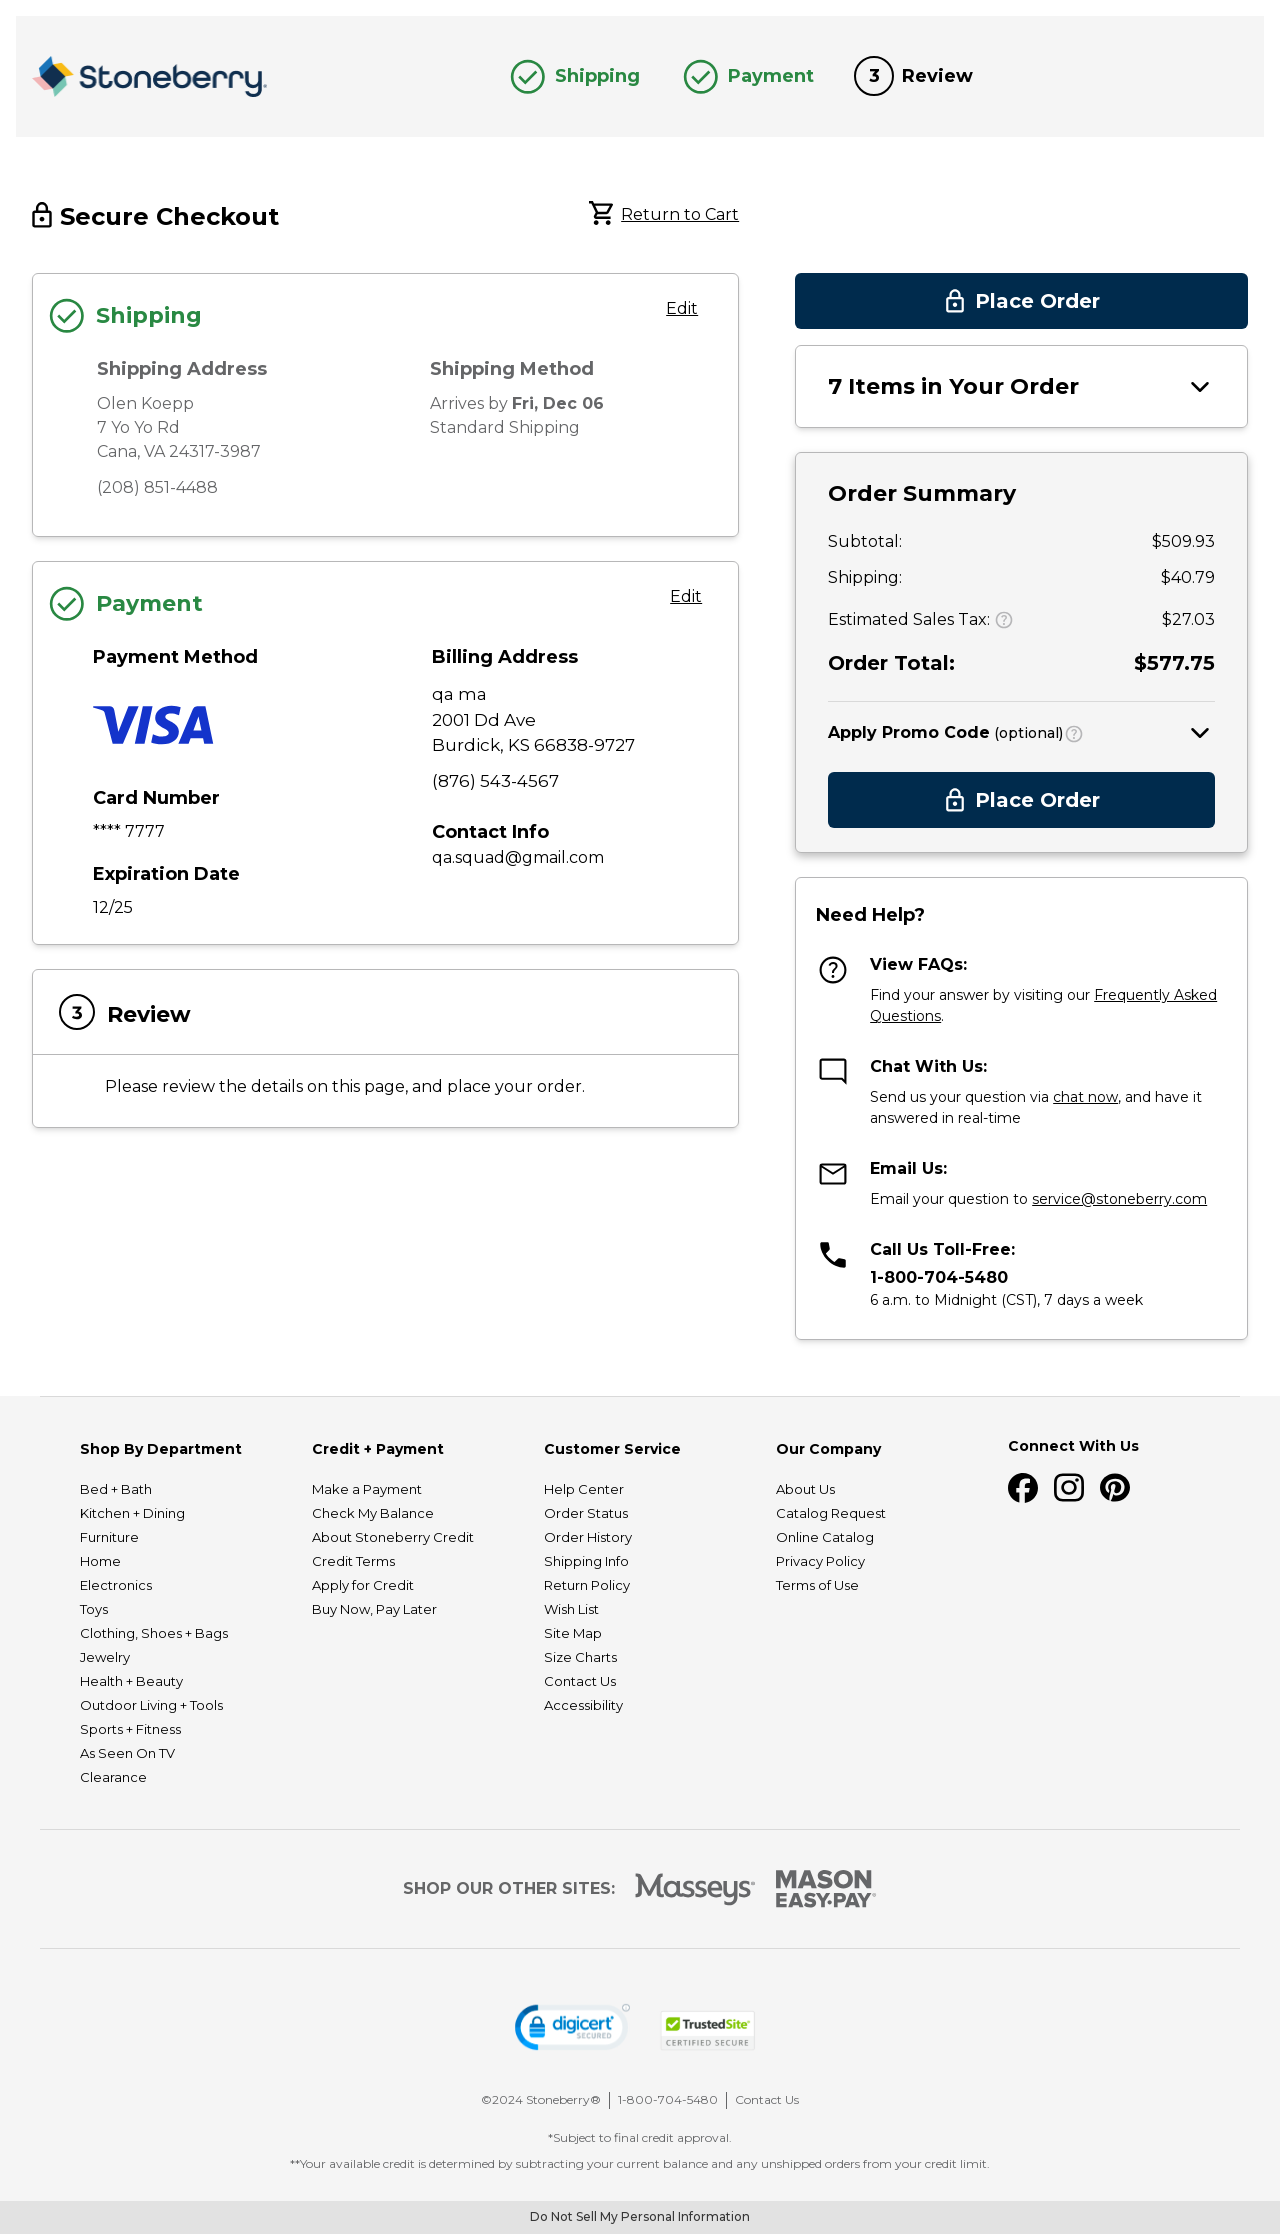 Stoneberry.
Shipping
Payment
3 Review
Secure Checkout
Return to Cart
Shipping
Edit
Shipping Address
Olen Koepp
7 Yo Yo Rd
Cana, VA 24317-3987
(208) 851-4488
Shipping Method
Arrives by Fri, Dec 06
Standard Shipping
Payment
Edit
Payment Method
VISA
Card Number
**** 7777
Expiration Date
12/25
Billing Address
qa ma
2001 Dd Ave
Burdick, KS 66838-9727
(876) 543-4567
Contact Info
qa.squad@gmail.com
3 Review
Please review the details on this page, and place your order.
Place Order
7 Items in Your Order
Order Summary
Subtotal: $509.93
Shipping: $40.79
Estimated Sales Tax: ? $27.03
Order Total: $577.75
Apply Promo Code (optional) ?
Place Order
Need Help?
View FAQs:
Find your answer by visiting our Frequently Asked
Questions.
Chat With Us:
Send us your question via chat now, and have it
answered in real-time
Email Us:
Email your question to service@stoneberry.com
Call Us Toll-Free:
1-800-704-5480
6 a.m. to Midnight (CST), 7 days a week
Shop By Department
Bed + Bath
Kitchen + Dining
Furniture
Home
Electronics
Toys
Clothing, Shoes + Bags
Jewelry
Health + Beauty
Outdoor Living + Tools
Sports + Fitness
As Seen On TV
Clearance
Credit + Payment
Make a Payment
Check My Balance
About Stoneberry Credit
Credit Terms
Apply for Credit
Buy Now, Pay Later
Customer Service
Help Center
Order Status
Order History
Shipping Info
Return Policy
Wish List
Site Map
Size Charts
Contact Us
Accessibility
Our Company
About Us
Catalog Request
Online Catalog
Privacy Policy
Terms of Use
Connect With Us
SHOP OUR OTHER SITES:
Masseys
MASON
EASY•PAY
digicert
SECURED
TrustedSite
CERTIFIED SECURE
©2024 Stoneberry® | 1-800-704-5480 | Contact Us
*Subject to final credit approval.
**Your available credit is determined by subtracting your current balance and any unshipped orders from your credit limit.
Do Not Sell My Personal Information